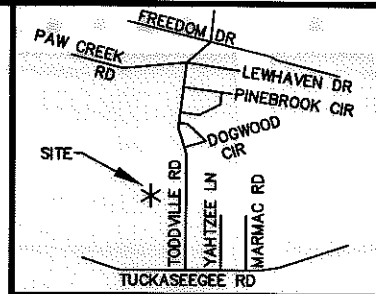 FREEDOM DR
PAW CREEK
RD
LEWHAVEN DR
PINEBROOK CIR
DOGWOOD
CIR
SITE
TODDVILLE RD
YAHTZEE LN
MARMAC RD
TUCKASEEGEE RD